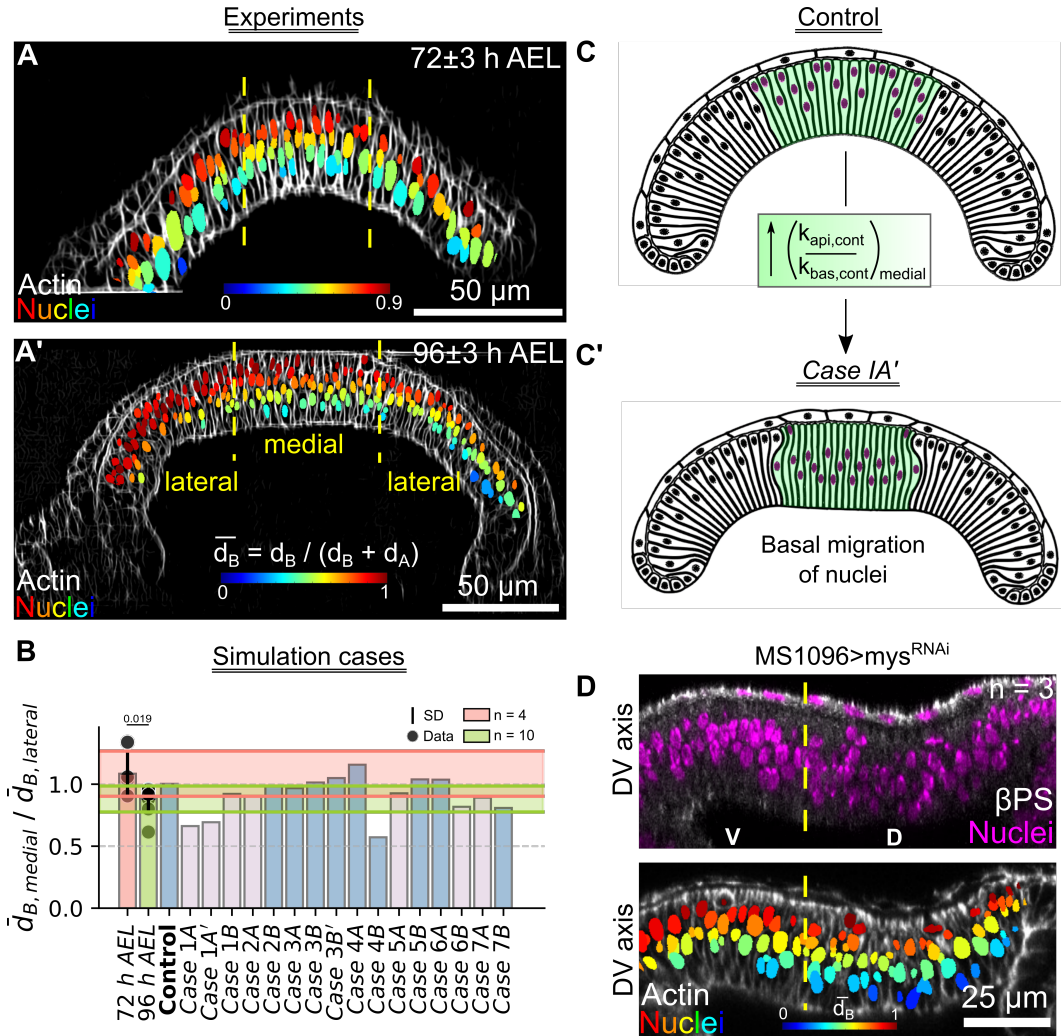 Experiments
Control
A
72±3 h AEL
Actin
Nuclei
0
0.9
50 µm
A'
96±3 h AEL
medial
lateral
lateral
d̅B = dB / (dB + dA)
Actin
Nuclei
0
1
50 µm
C
↑ (kapi,cont / kbas,cont)medial
C'
Case IA'
Basal migration
of nuclei
B
Simulation cases
0.019
SD
n = 4
Data
n = 10
d̅B, medial / d̅B, lateral
1.0
0.5
0.0
72 h AEL
96 h AEL
Control
Case 1A
Case 1A'
Case 1B
Case 2A
Case 2B
Case 3A
Case 3B
Case 3B'
Case 4A
Case 4B
Case 5A
Case 5B
Case 6A
Case 6B
Case 7A
Case 7B
MS1096>mysRNAi
D
n = 3
DV axis
βPS
Nuclei
V
D
DV axis
Actin
Nuclei
d̅B
0
1
25 µm